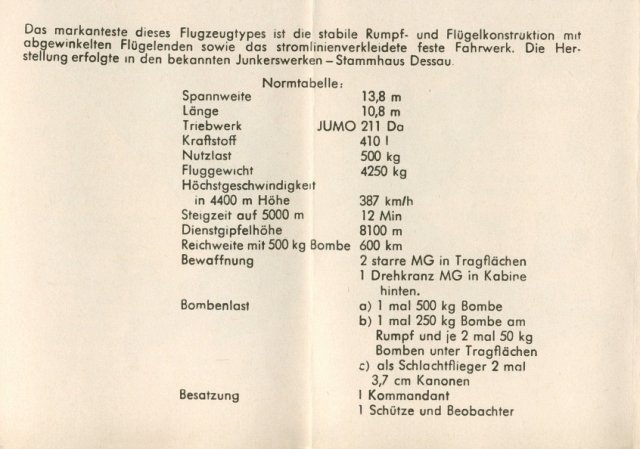 Das markanteste dieses Flugzeugtypes ist die stabile Rumpf- und Flügelkonstruktion mit
abgewinkelten Flügelenden sowie das stromlinienverkleidete feste Fahrwerk. Die Her-
stellung erfolgte in den bekannten Junkerswerken – Stammhaus Dessau.
Normtabelle:
Spannweite 13,8 m
Länge 10,8 m
Triebwerk JUMO 211 Da
Kraftstoff 410 l
Nutzlast 500 kg
Fluggewicht 4250 kg
Höchstgeschwindigkeit
in 4400 m Höhe 387 km/h
Steigzeit auf 5000 m 12 Min
Dienstgipfelhöhe 8100 m
Reichweite mit 500 kg Bombe 600 km
Bewaffnung 2 starre MG in Tragflächen
1 Drehkranz MG in Kabine
hinten.
Bombenlast a) 1 mal 500 kg Bombe
b) 1 mal 250 kg Bombe am
Rumpf und je 2 mal 50 kg
Bomben unter Tragflächen
c) als Schlachtflieger 2 mal
3,7 cm Kanonen
Besatzung 1 Kommandant
1 Schütze und Beobachter